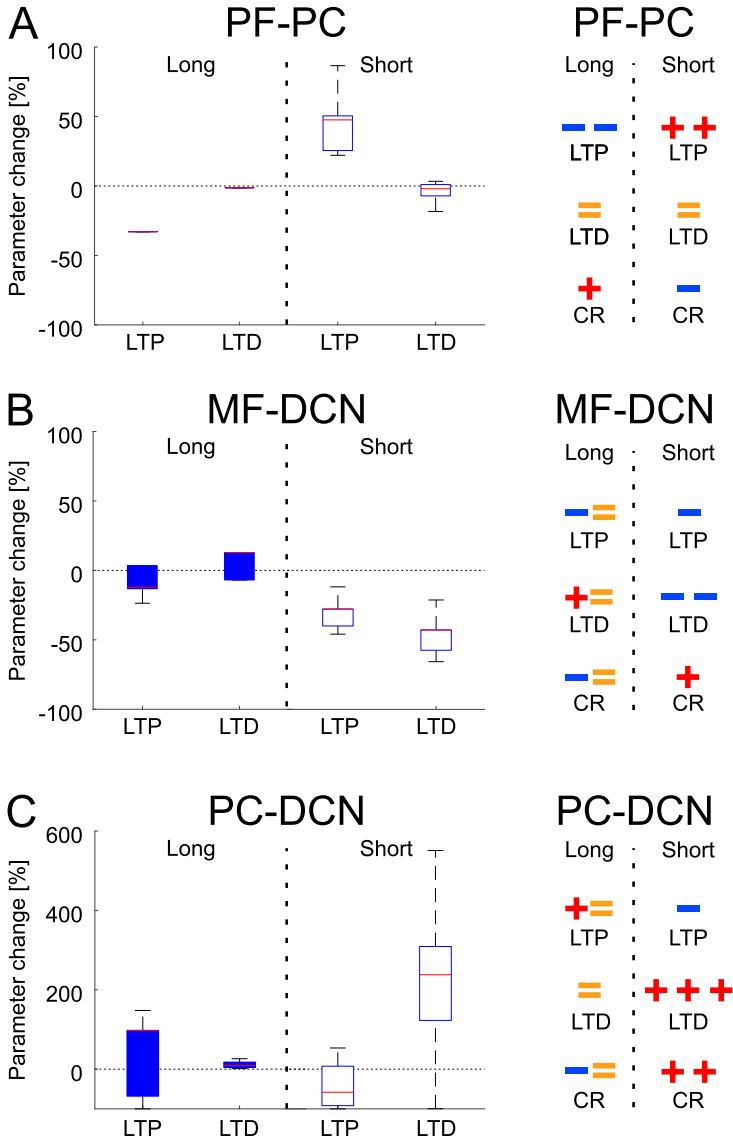 A
PF-PC
PF-PC
Parameter change [%]
100
50
0
-50
-100
Long
Short
LTP
LTD
LTP
LTD
Long
Short
− −
+ +
LTP
LTP
=
=
LTD
LTD
+
−
CR
CR
B
MF-DCN
MF-DCN
Parameter change [%]
100
50
0
-50
-100
Long
Short
LTP
LTD
LTP
LTD
Long
Short
− =
−
LTP
LTP
+ =
− −
LTD
LTD
− =
+
CR
CR
C
PC-DCN
PC-DCN
Parameter change [%]
600
400
200
0
Long
Short
LTP
LTD
LTP
LTD
Long
Short
+ =
−
LTP
LTP
=
+ + +
LTD
LTD
− =
+ +
CR
CR